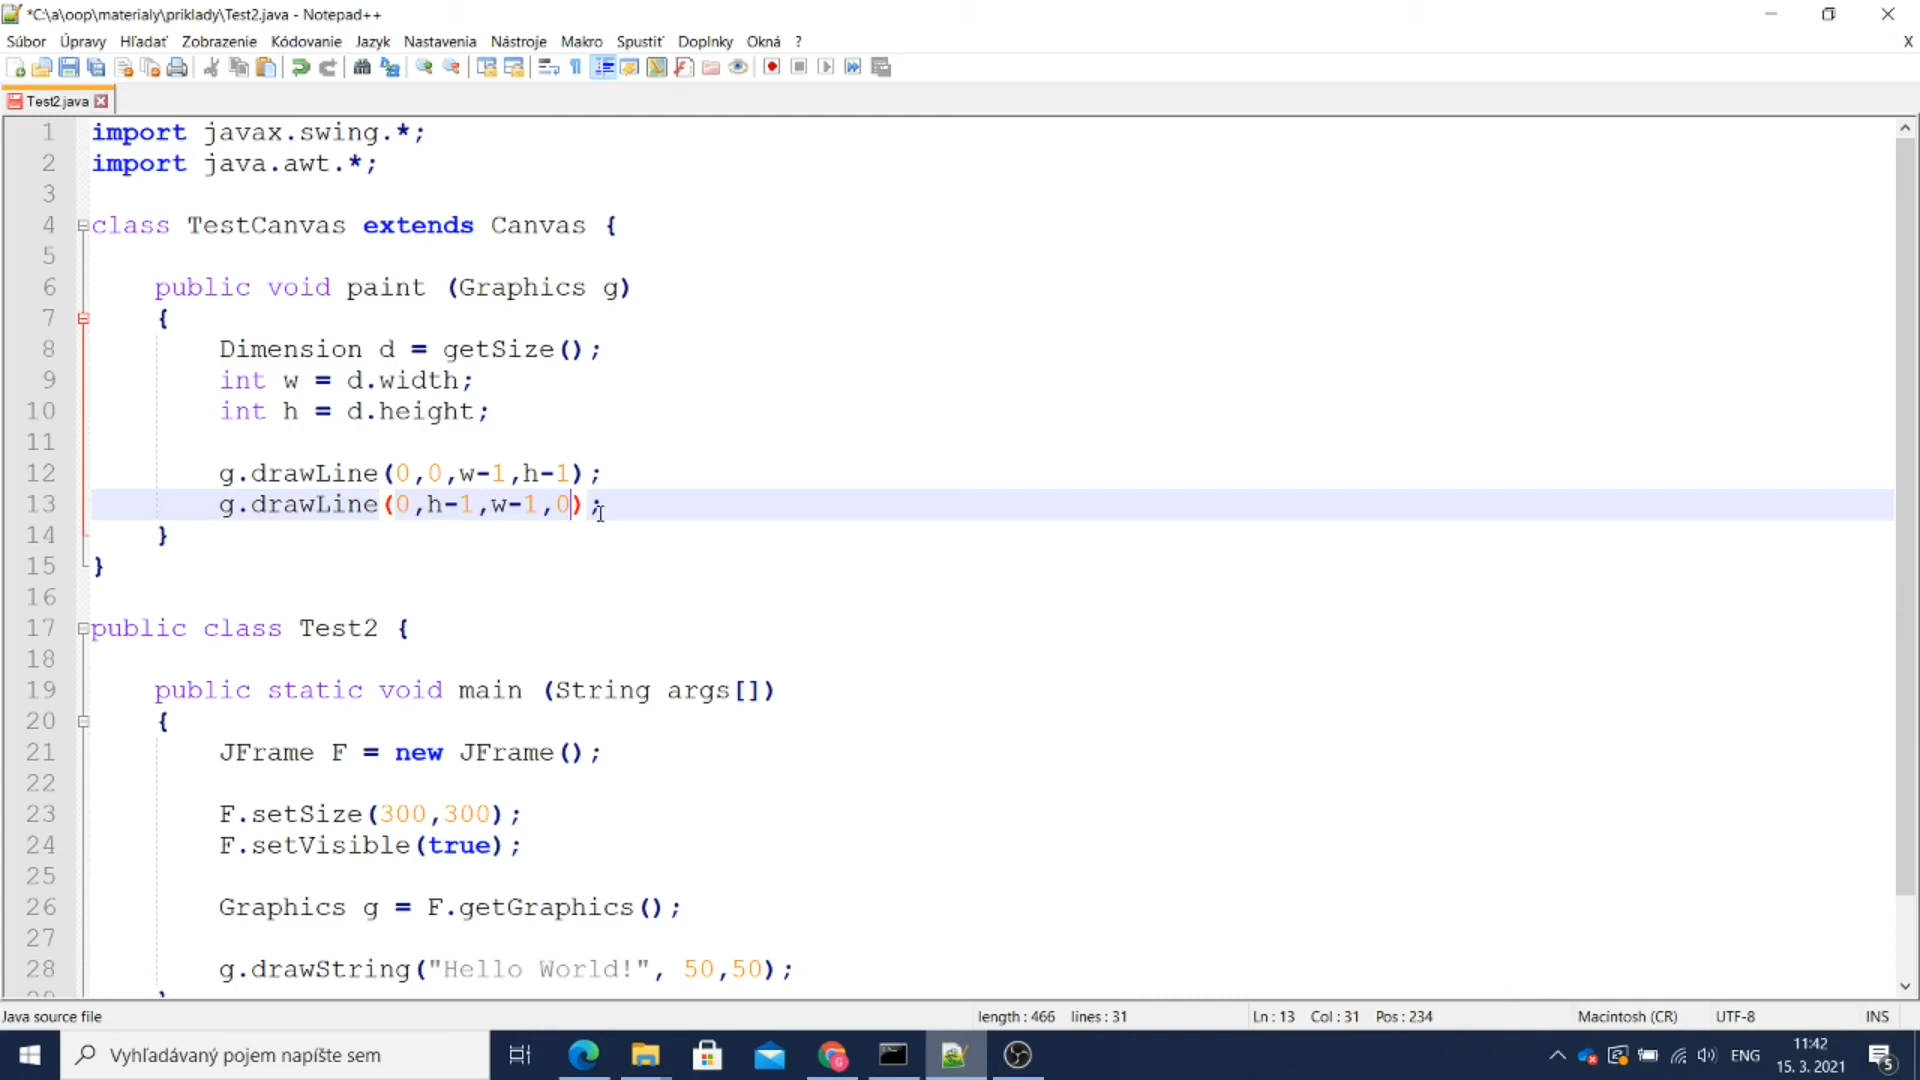 *C:\a\oop\materialy\priklady\Test2.java - Notepad++
Súbor Úpravy Hľadať Zobrazenie Kódovanie Jazyk Nastavenia Nástroje Makro Spustiť Doplnky Okná ? X
Test2.java
1 import javax.swing.*;
2 import java.awt.*;
3
4 class TestCanvas extends Canvas {
5
6 public void paint (Graphics g)
7 {
8 Dimension d = getSize();
9 int w = d.width;
10 int h = d.height;
11
12 g.drawLine(0,0,w-1,h-1);
13 g.drawLine(0,h-1,w-1,0);
14 }
15 }
16
17 public class Test2 {
18
19 public static void main (String args[])
20 {
21 JFrame F = new JFrame();
22
23 F.setSize(300,300);
24 F.setVisible(true);
25
26 Graphics g = F.getGraphics();
27
28 g.drawString("Hello World!", 50,50);
Java source file length : 466 lines : 31 Ln : 13 Col : 31 Pos : 234 Macintosh (CR) UTF-8 INS
Vyhľadávaný pojem napíšte sem ENG 11:42
15. 3. 2021 5